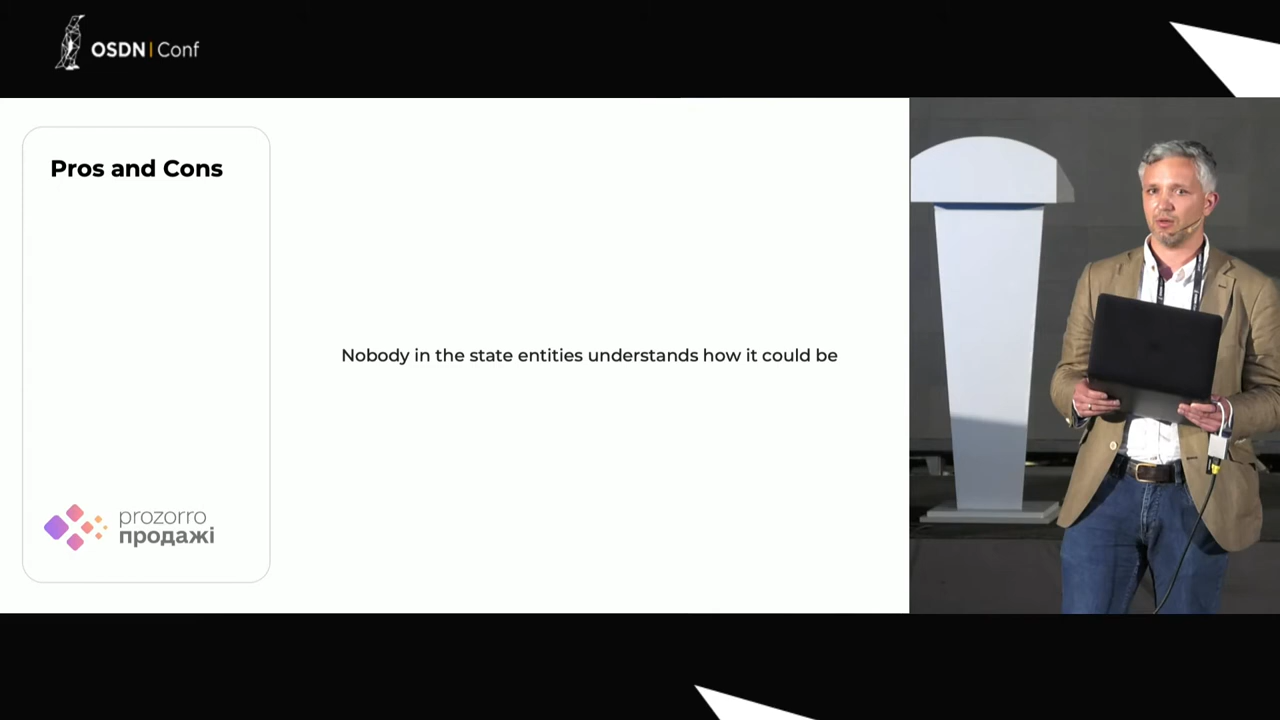 OSDN | Conf
Pros and Cons
Nobody in the state entities understands how it could be
prozorro
продажі